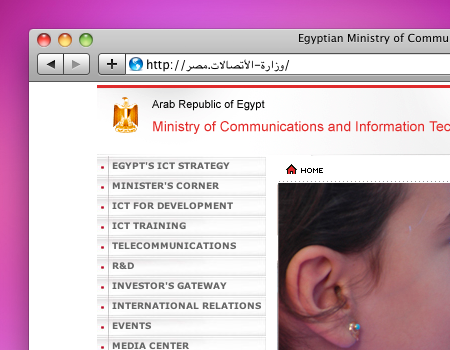 Egyptian Ministry of Commu
http://وزارة-الأتصالات.مصر/
Arab Republic of Egypt
Ministry of Communications and Information Tec
HOME
EGYPT'S ICT STRATEGY
MINISTER'S CORNER
ICT FOR DEVELOPMENT
ICT TRAINING
TELECOMMUNICATIONS
R&D
INVESTOR'S GATEWAY
INTERNATIONAL RELATIONS
EVENTS
MEDIA CENTER